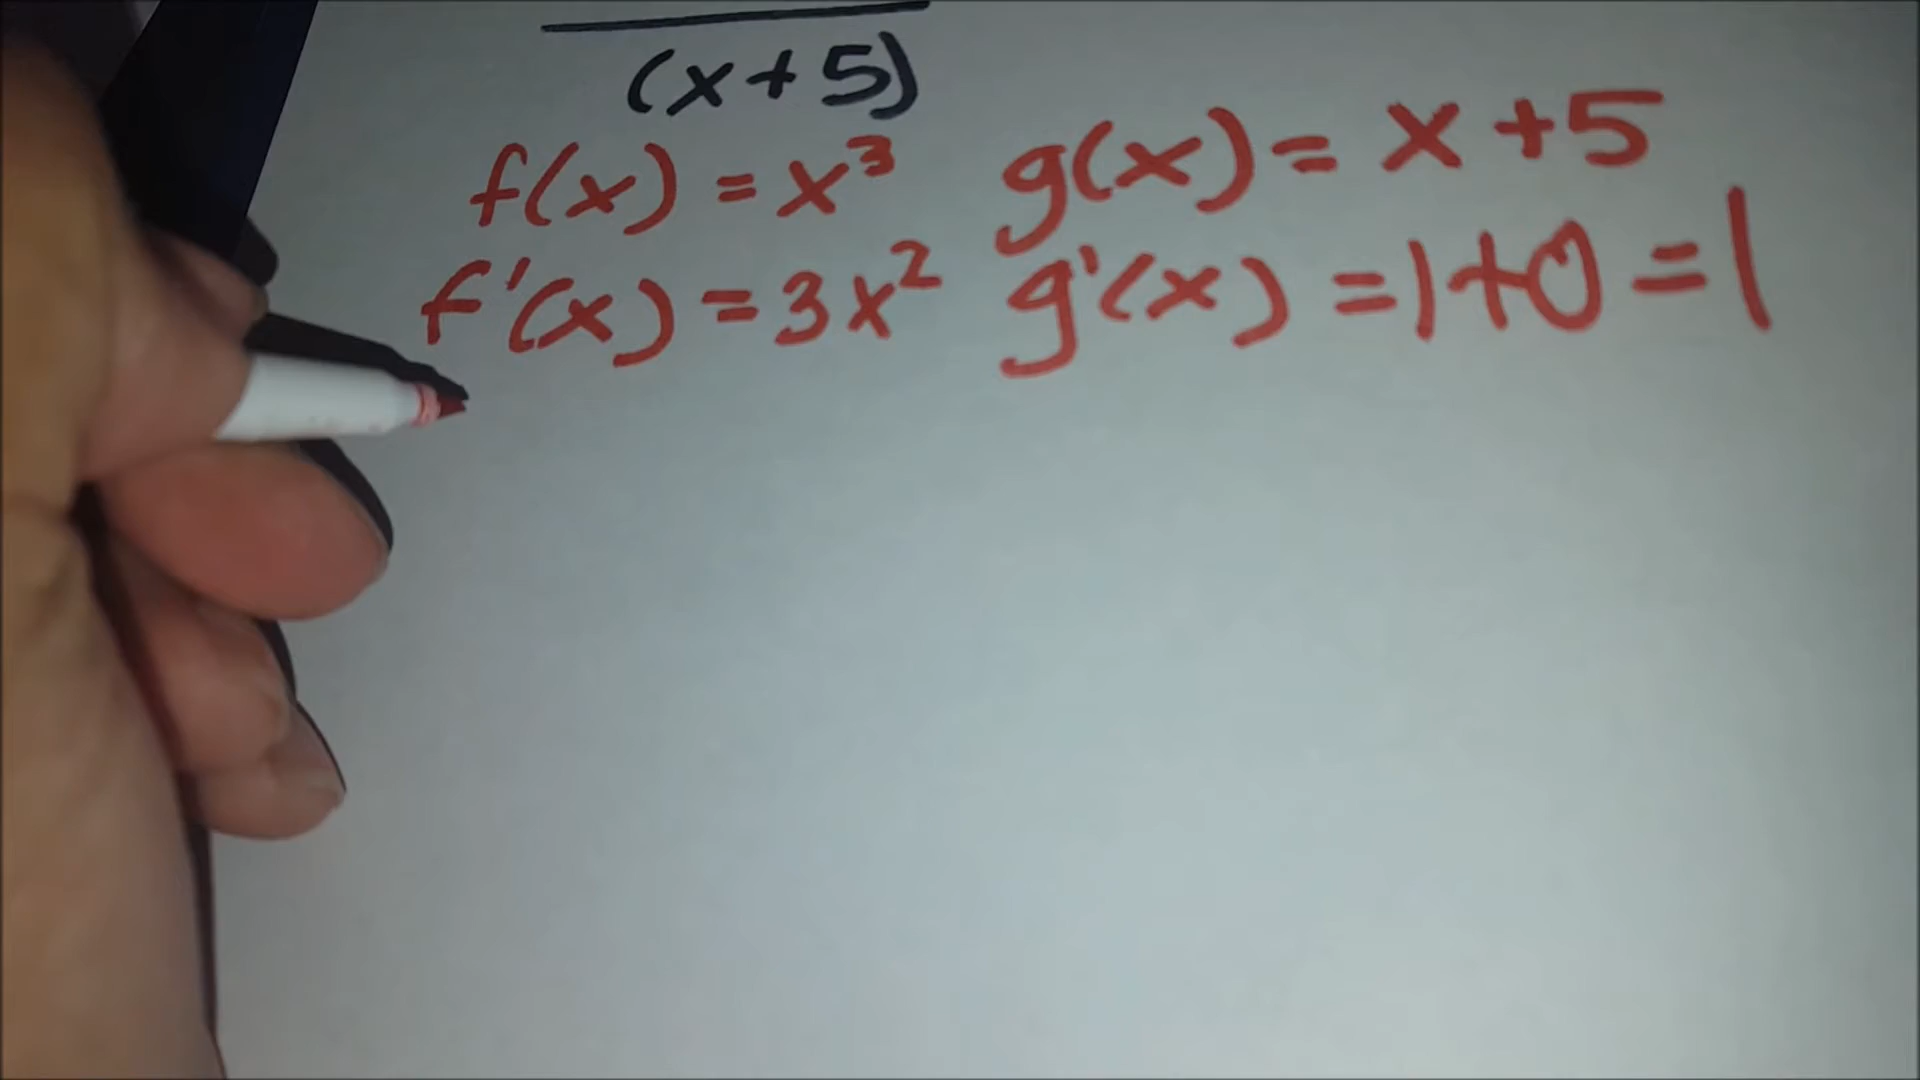 (x+5)
f(x) = x³ g(x) = x+5
f'(x) = 3x² g'(x) = 1+0 = 1